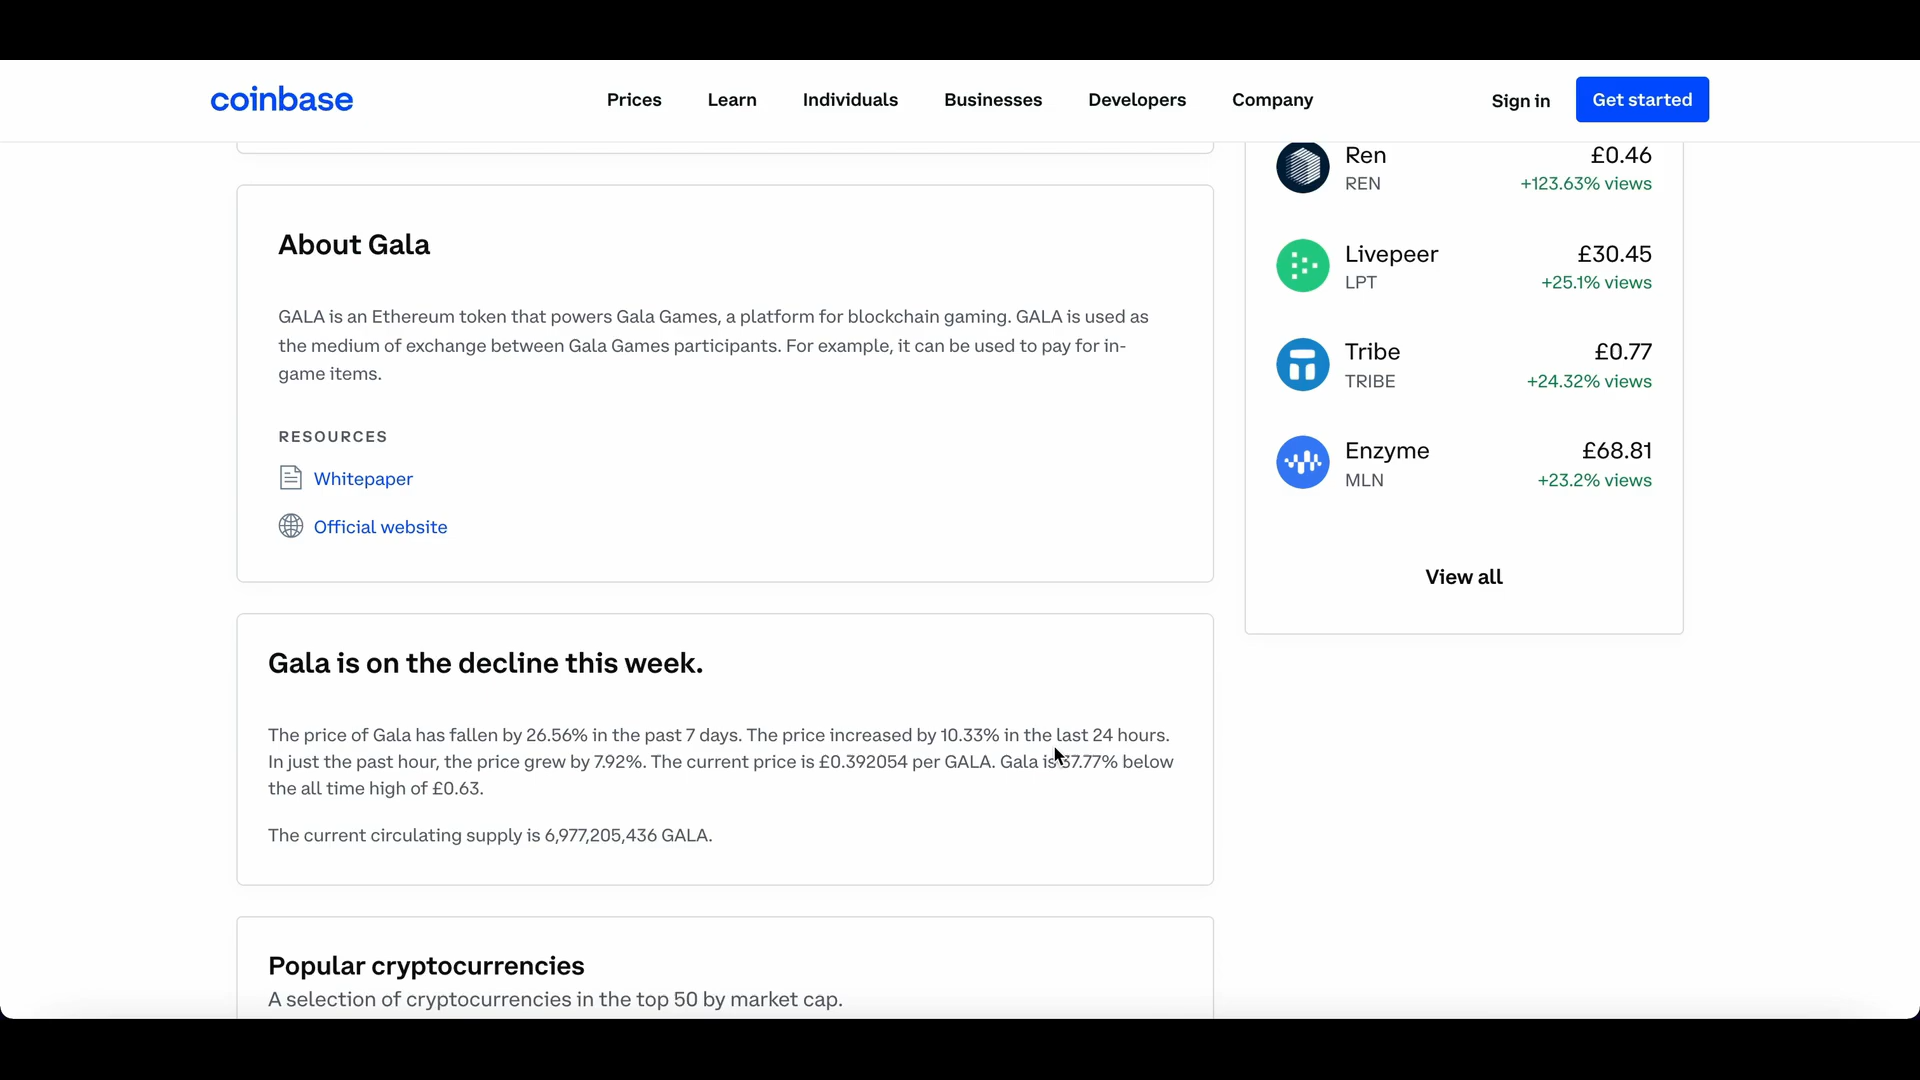 coinbase
Prices
Learn
Individuals
Businesses
Developers
Company
Sign in
Get started
About Gala
GALA is an Ethereum token that powers Gala Games, a platform for blockchain gaming. GALA is used as
the medium of exchange between Gala Games participants. For example, it can be used to pay for in-
game items.
RESOURCES
Whitepaper
Official website
Gala is on the decline this week.
The price of Gala has fallen by 26.56% in the past 7 days. The price increased by 10.33% in the last 24 hours.
In just the past hour, the price grew by 7.92%. The current price is £0.392054 per GALA. Gala is 37.77% below
the all time high of £0.63.
The current circulating supply is 6,977,205,436 GALA.
Popular cryptocurrencies
A selection of cryptocurrencies in the top 50 by market cap.
Ren £0.46
REN +123.63% views
Livepeer £30.45
LPT +25.1% views
Tribe £0.77
TRIBE +24.32% views
Enzyme £68.81
MLN +23.2% views
View all